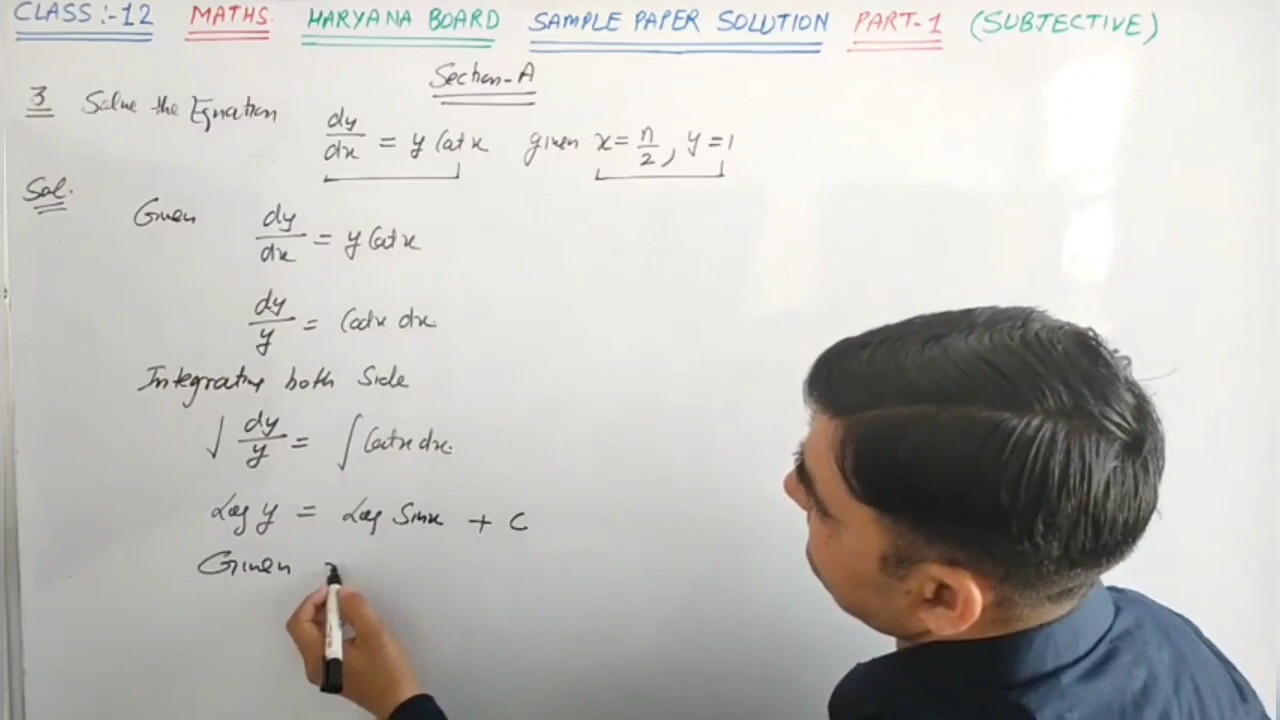 CLASS:-12 MATHS. HARYANA BOARD SAMPLE PAPER SOLUTION PART-1 (SUBJECTIVE)
Section-A
3 Solve the Equation dy/dx = y Cot x given x = π/2, y = 1
Sol.
Given dy/dx = y Cot x
dy/y = Cotx dx
Integrating both Side
∫ dy/y = ∫ Cotx dx.
Log y = Log Sinx + C
Given